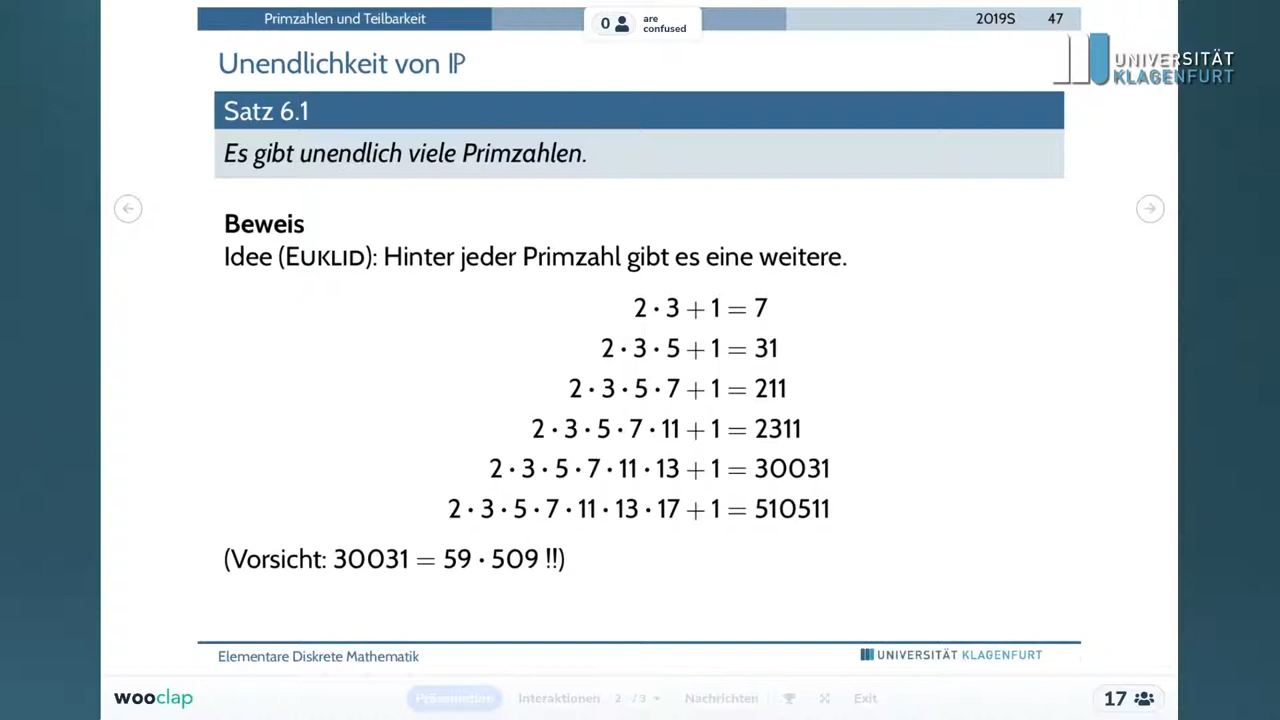 Primzahlen und Teilbarkeit
2019S 47
0 are
confused
Unendlichkeit von ℙ
UNIVERSITÄT
KLAGENFURT
Satz 6.1
Es gibt unendlich viele Primzahlen.
Beweis
Idee (EUKLID): Hinter jeder Primzahl gibt es eine weitere.
2 · 3 + 1 = 7
2 · 3 · 5 + 1 = 31
2 · 3 · 5 · 7 + 1 = 211
2 · 3 · 5 · 7 · 11 + 1 = 2311
2 · 3 · 5 · 7 · 11 · 13 + 1 = 30031
2 · 3 · 5 · 7 · 11 · 13 · 17 + 1 = 510511
(Vorsicht: 30031 = 59 · 509 !!)
Elementare Diskrete Mathematik
UNIVERSITÄT KLAGENFURT
wooclap
Präsentation Interaktionen 2 / 3 Nachrichten Exit
17